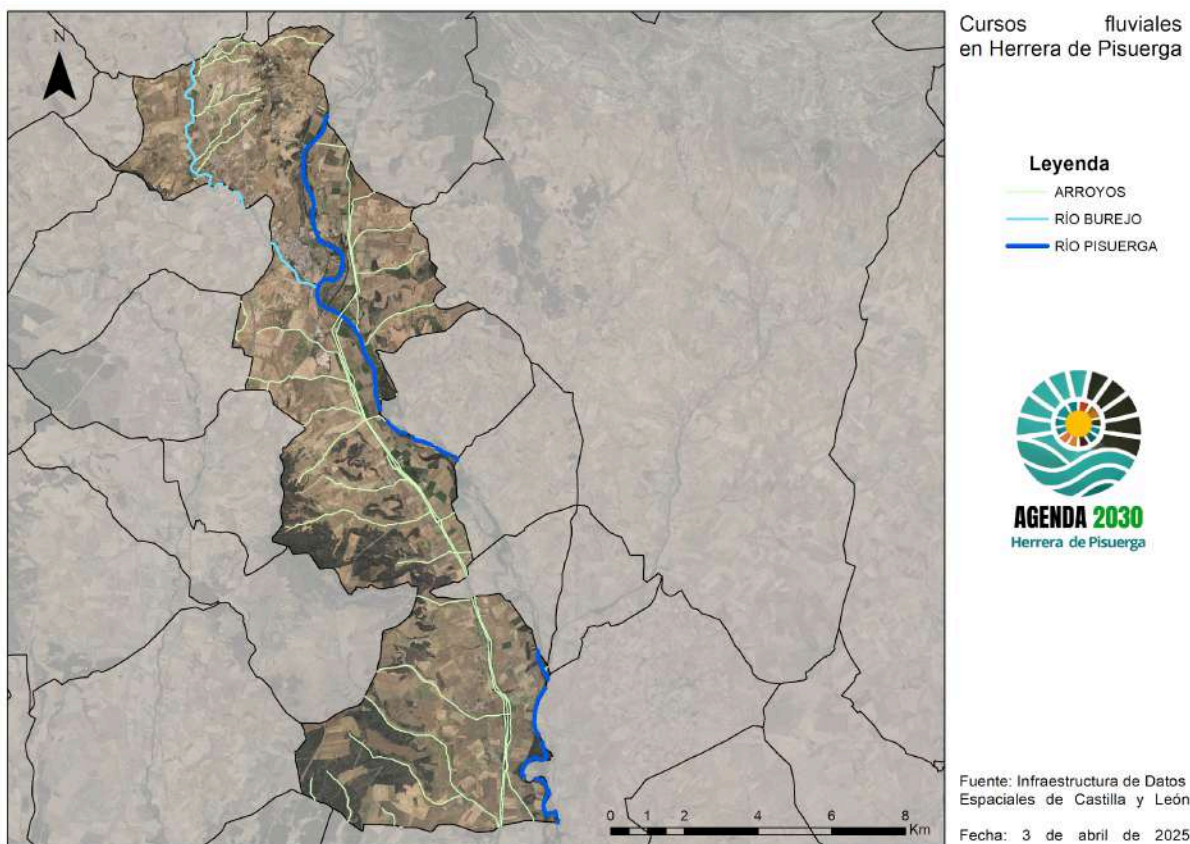 Cursos fluviales
en Herrera de Pisuerga
N
Leyenda
ARROYOS
RÍO BUREJO
RÍO PISUERGA
AGENDA 2030
Herrera de Pisuerga
0 1 2 4 6 8
Km
Fuente: Infraestructura de Datos
Espaciales de Castilla y León
Fecha: 3 de abril de 2025